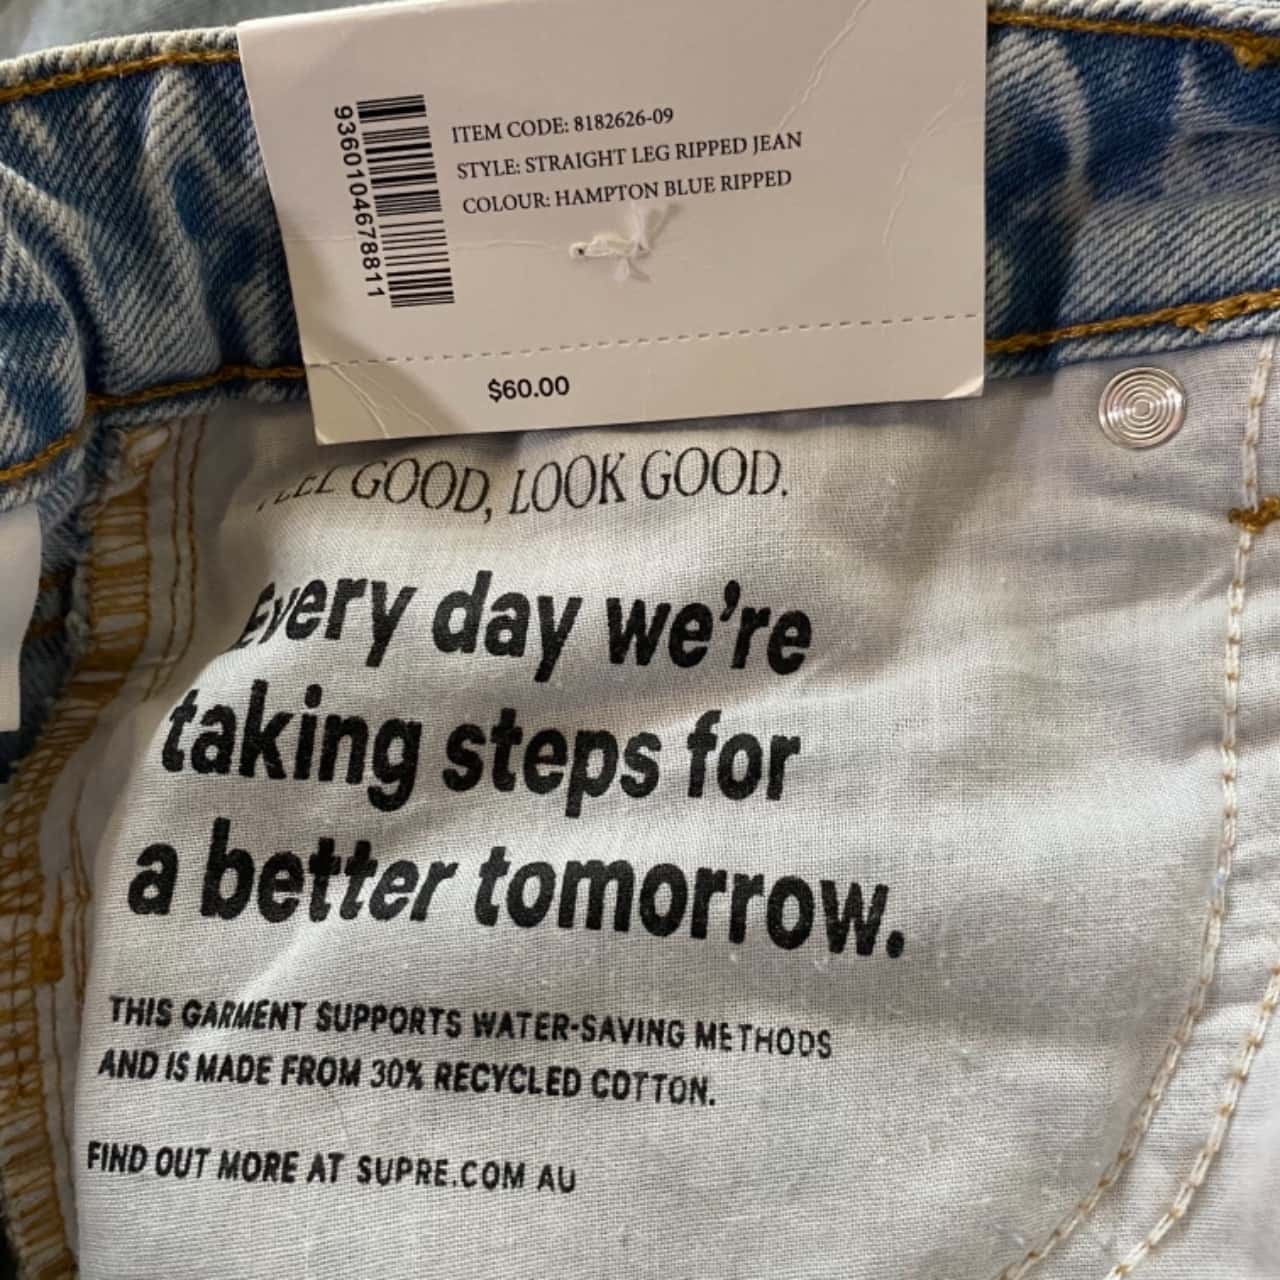 9360104678811
ITEM CODE: 8182626-09
STYLE: STRAIGHT LEG RIPPED JEAN
COLOUR: HAMPTON BLUE RIPPED
$60.00
FEEL GOOD, LOOK GOOD.
Every day we're
taking steps for
a better tomorrow.
THIS GARMENT SUPPORTS WATER-SAVING METHODS
AND IS MADE FROM 30% RECYCLED COTTON.
FIND OUT MORE AT SUPRE.COM AU